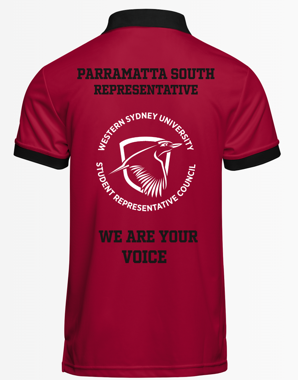 PARRAMATTA SOUTH
REPRESENTATIVE
WESTERN SYDNEY UNIVERSITY
STUDENT REPRESENTATIVE COUNCIL
WE ARE YOUR
VOICE